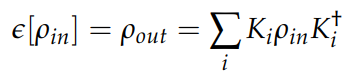 ϵ[ρ_in] = ρ_out = ∑_i K_i ρ_in K_i^†